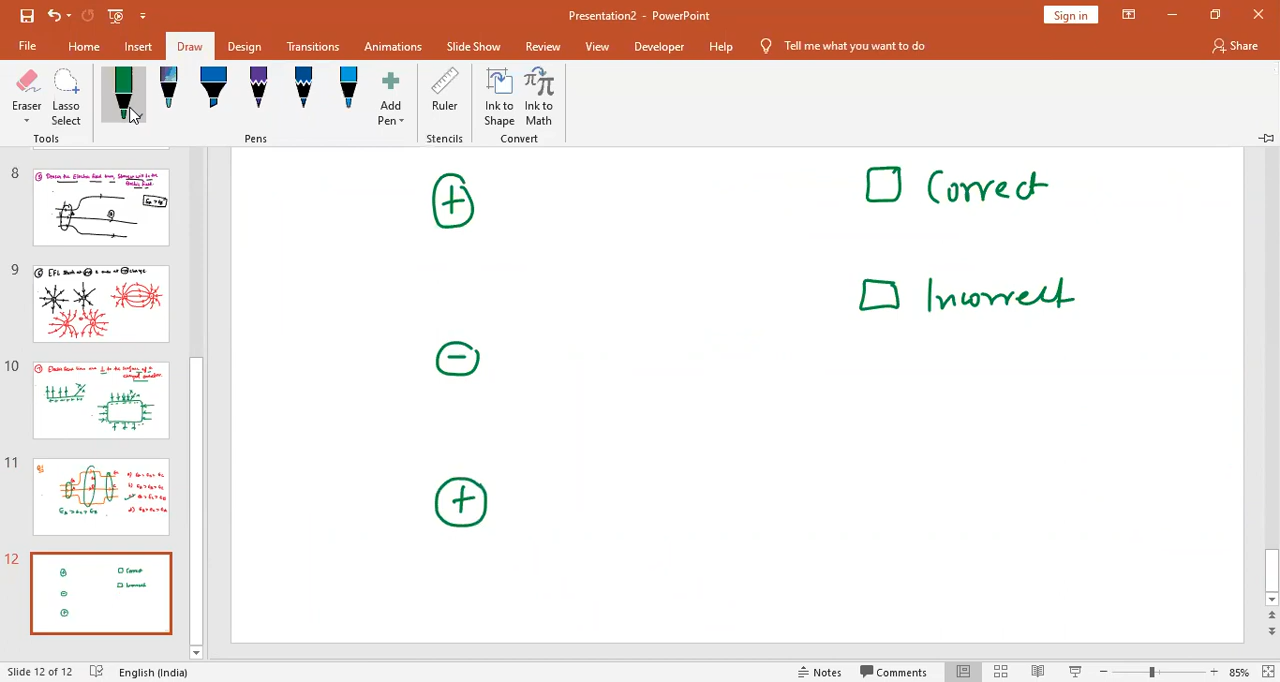 Presentation2 - PowerPoint
Sign in
File Home Insert Draw Design Transitions Animations Slide Show Review View Developer Help Tell me what you want to do Share
Eraser Lasso Select Add Pen Ruler Ink to Shape Ink to Math
Tools Pens Stencils Convert
8
9
10
11
12
+ Correct
Incorrect
−
+
Slide 12 of 12 English (India) Notes Comments 85%